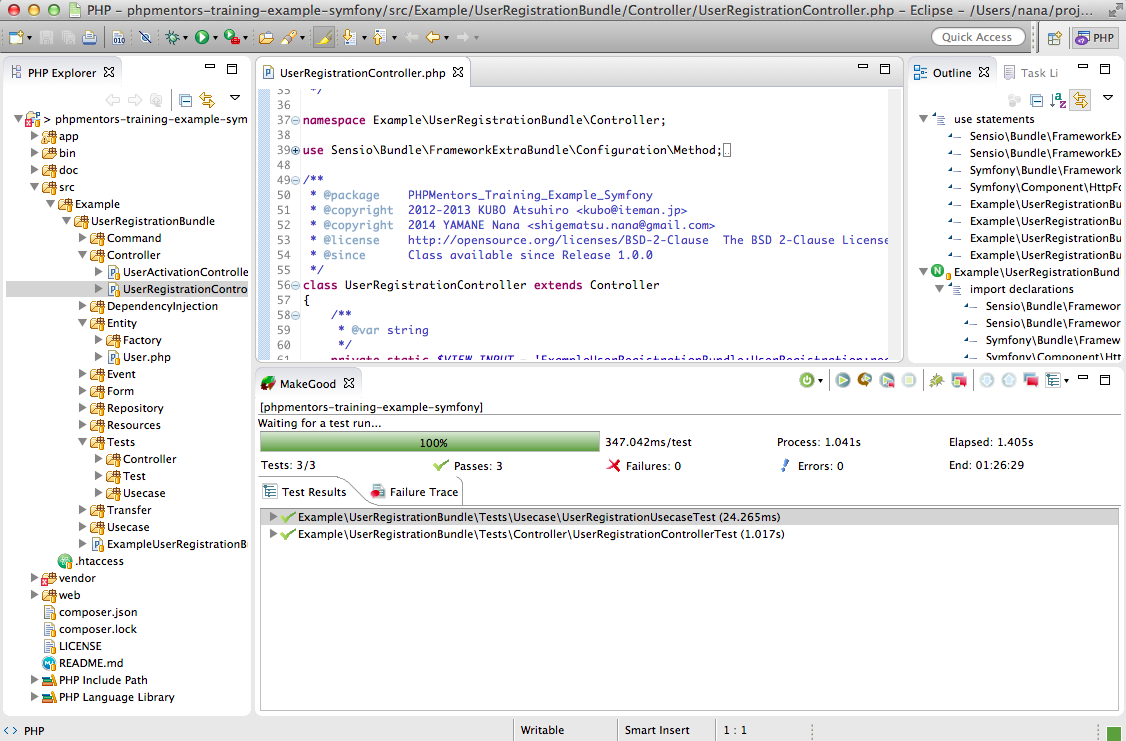 PHP - phpmentors-training-example-symfony/src/Example/UserRegistrationBundle/Controller/UserRegistrationController.php - Eclipse - /Users/nana/proj...
Quick Access
PHP
PHP Explorer
> phpmentors-training-example-sym
app
bin
doc
src
Example
UserRegistrationBundle
Command
Controller
UserActivationControlle
UserRegistrationContro
DependencyInjection
Entity
Factory
User.php
Event
Form
Repository
Resources
Tests
Controller
Test
Usecase
Transfer
Usecase
ExampleUserRegistrationB
.htaccess
vendor
web
composer.json
composer.lock
LICENSE
README.md
PHP Include Path
PHP Language Library
UserRegistrationController.php
35 */
36
37 namespace Example\UserRegistrationBundle\Controller;
38
39 use Sensio\Bundle\FrameworkExtraBundle\Configuration\Method;
48
49 /**
50 * @package PHPMentors_Training_Example_Symfony
51 * @copyright 2012-2013 KUBO Atsuhiro <kubo@iteman.jp>
52 * @copyright 2014 YAMANE Nana <shigematsu.nana@gmail.com>
53 * @license http://opensource.org/licenses/BSD-2-Clause The BSD 2-Clause License
54 * @since Class available since Release 1.0.0
55 */
56 class UserRegistrationController extends Controller
57 {
58 /**
59 * @var string
60 */
61 private static $VIEW_INPUT = 'ExampleUserRegistrationBundle:UserRegistration:reg
Outline
Task Li
use statements
Sensio\Bundle\FrameworkEx
Sensio\Bundle\FrameworkEx
Symfony\Bundle\Framework
Symfony\Component\HttpFo
Example\UserRegistrationBu
Example\UserRegistrationBu
Example\UserRegistrationBu
Example\UserRegistrationBu
Example\UserRegistrationBund
import declarations
Sensio\Bundle\Framewor
Sensio\Bundle\Framewor
Symfony\Bundle\Framew
Symfony\Component\Htt
MakeGood
[phpmentors-training-example-symfony]
Waiting for a test run...
100%
347.042ms/test
Process: 1.041s
Elapsed: 1.405s
Tests: 3/3
Passes: 3
Failures: 0
Errors: 0
End: 01:26:29
Test Results
Failure Trace
Example\UserRegistrationBundle\Tests\Usecase\UserRegistrationUsecaseTest (24.265ms)
Example\UserRegistrationBundle\Tests\Controller\UserRegistrationControllerTest (1.017s)
PHP
Writable
Smart Insert
1 : 1